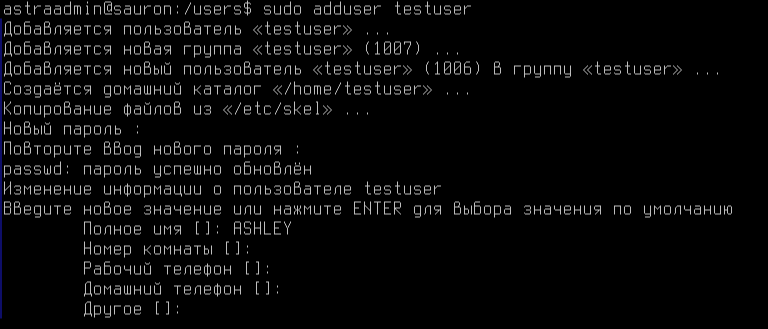 astraadmin@sauron:/users$ sudo adduser testuser
Добавляется пользователь «testuser» ...
Добавляется новая группа «testuser» (1007) ...
Добавляется новый пользователь «testuser» (1006) в группу «testuser» ...
Создаётся домашний каталог «/home/testuser» ...
Копирование файлов из «/etc/skel» ...
Новый пароль :
Повторите ввод нового пароля :
passwd: пароль успешно обновлён
Изменение информации о пользователе testuser
Введите новое значение или нажмите ENTER для выбора значения по умолчанию
Полное имя []: ASHLEY
Номер комнаты []:
Рабочий телефон []:
Домашний телефон []:
Другое []: